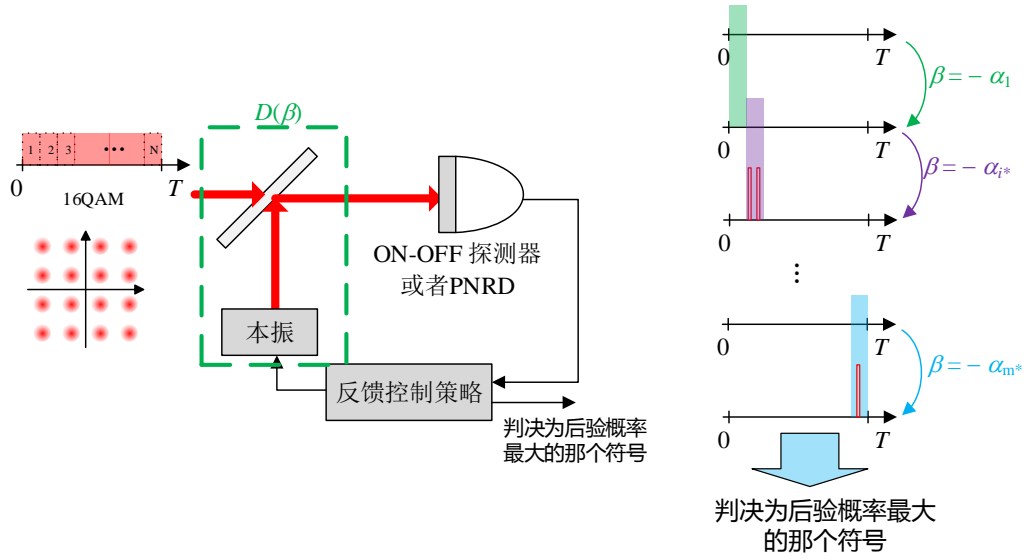 D(β)
1 2 3 ••• N
0 T
16QAM
ON-OFF 探测器
或者PNRD
本振
反馈控制策略
判决为后验概率
最大的那个符号
0 T
β = − α1
0 T
β = − αi*
0 T
⋮
0 T
β = − αm*
0 T
判决为后验概率最大
的那个符号